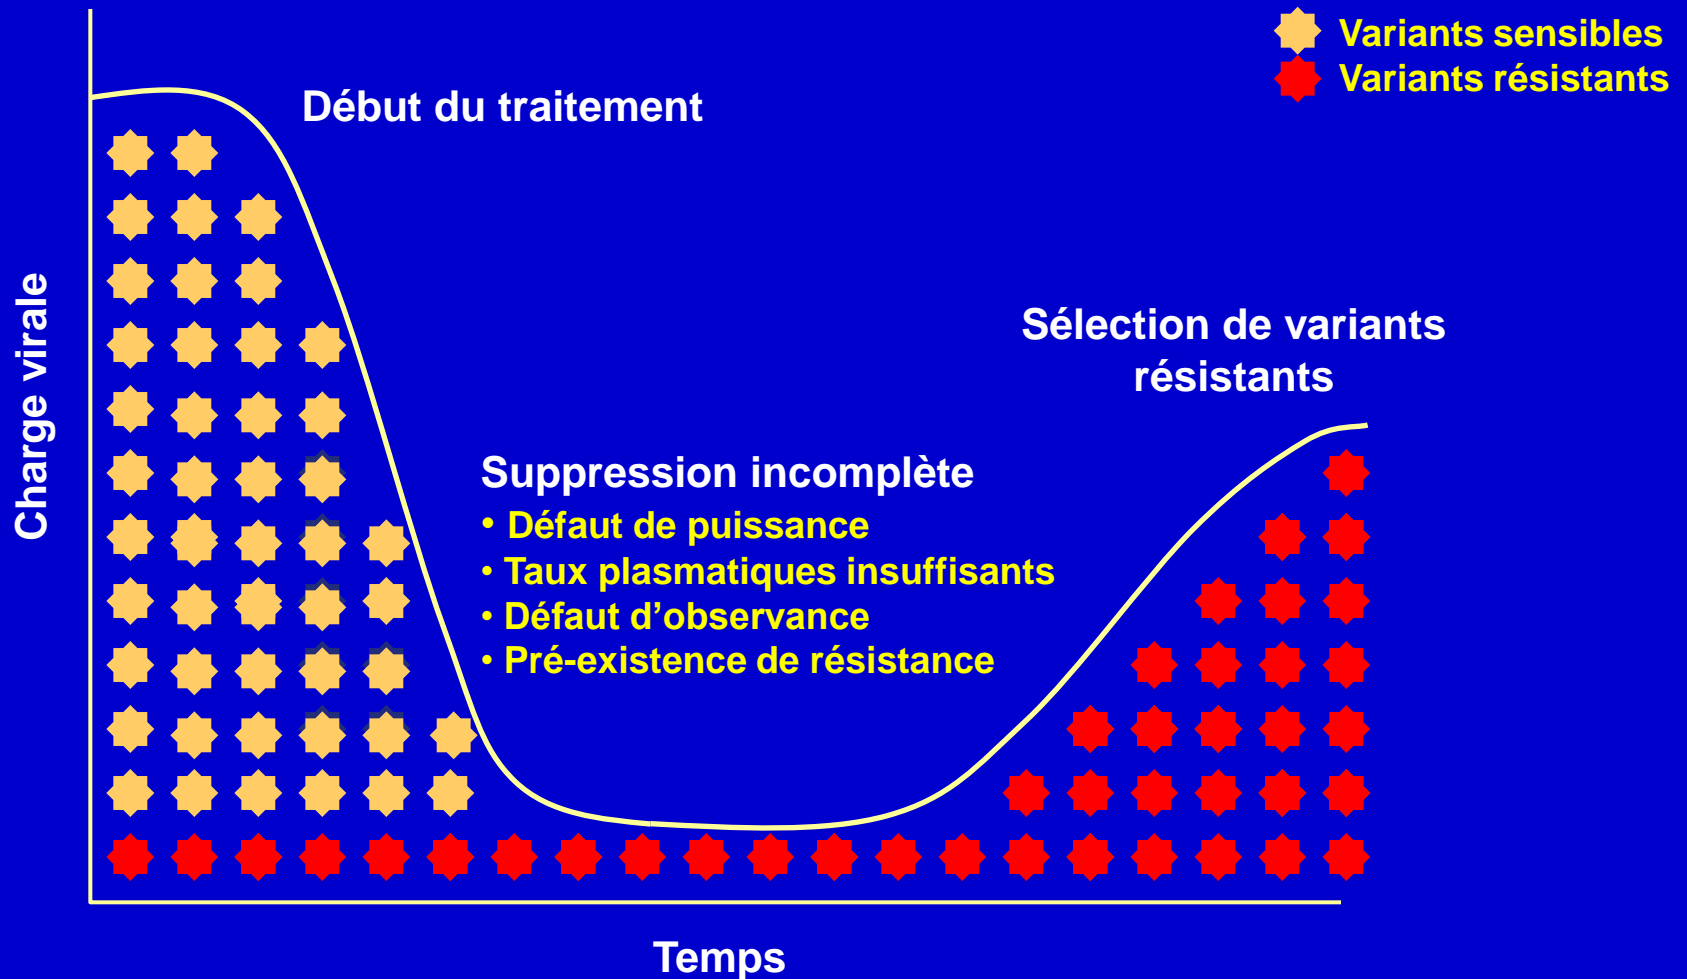 Variants sensibles
Variants résistants
Début du traitement
Charge virale
Sélection de variants
résistants
Suppression incomplète
• Défaut de puissance
• Taux plasmatiques insuffisants
• Défaut d’observance
• Pré-existence de résistance
Temps